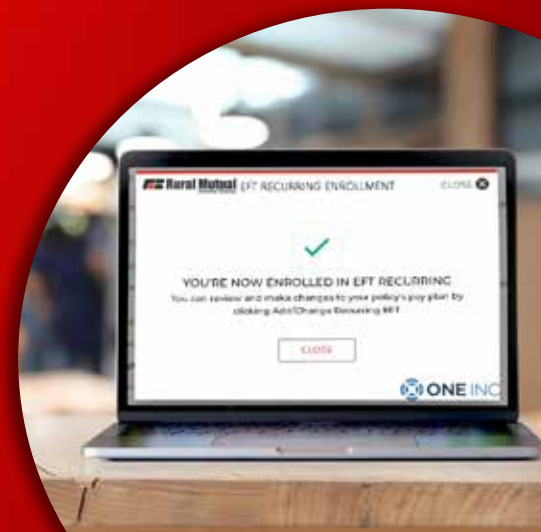 Rural Mutual EFT RECURRING ENROLLMENT CLOSE
YOU'RE NOW ENROLLED IN EFT RECURRING
You can review and make changes to your policy's pay plan by
clicking Add/Change Recurring EFT
CLOSE
ONE INC